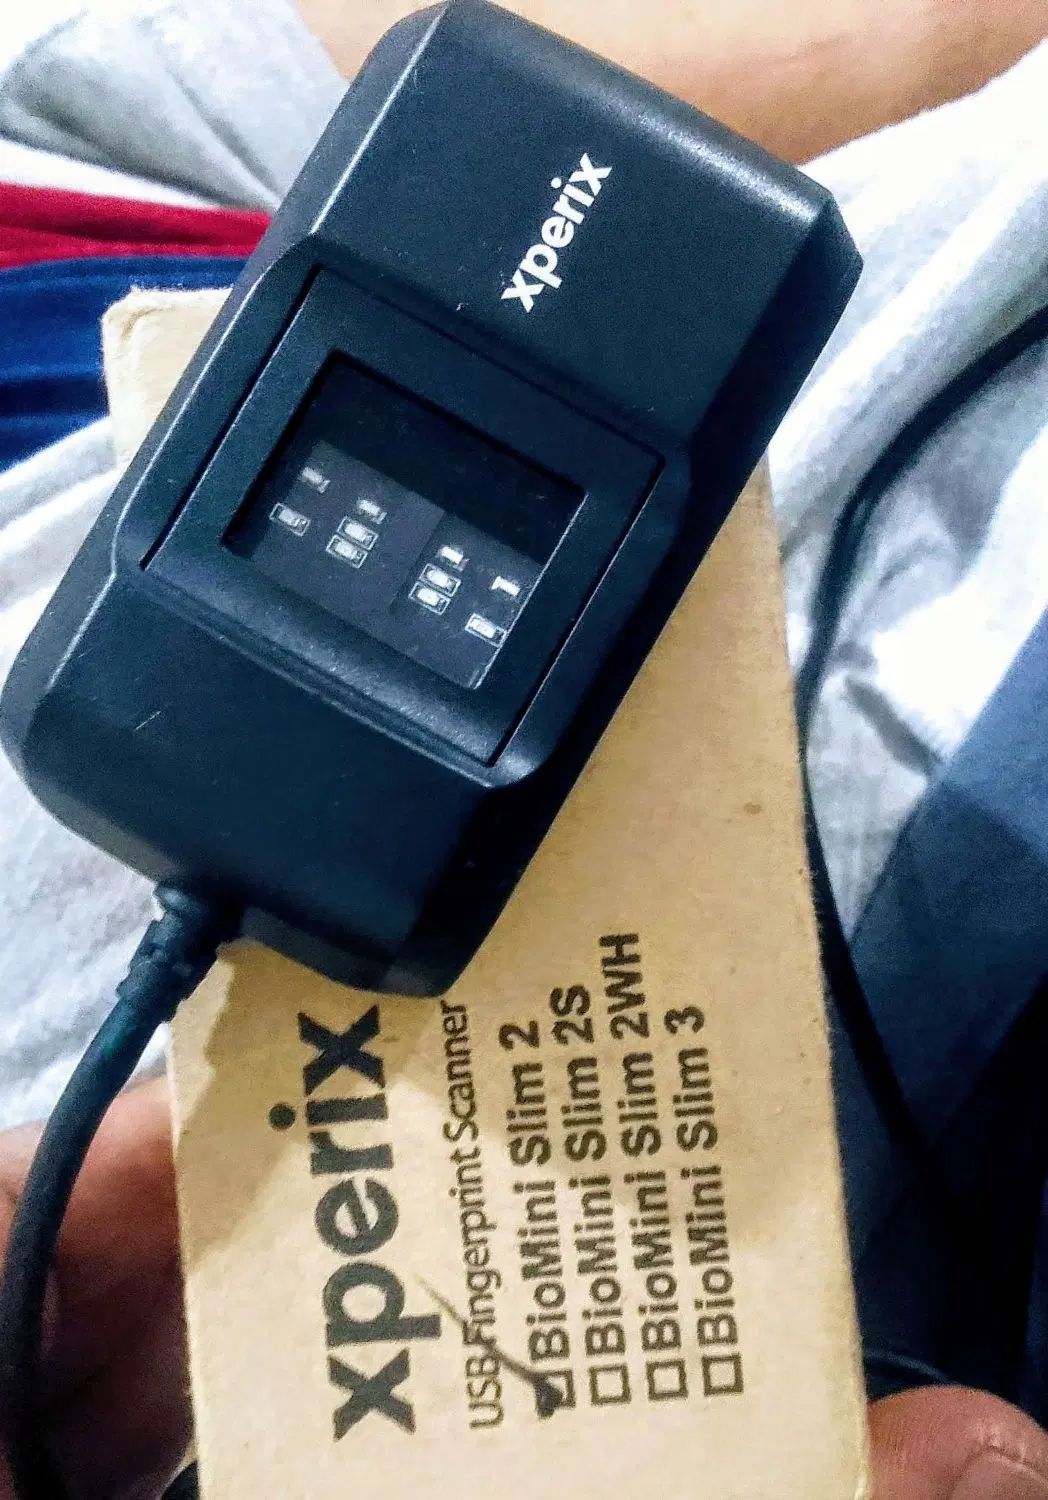 xperix
xperix
USB Fingerprint Scanner
BioMini Slim 2
BioMini Slim 2S
BioMini Slim 2WH
BioMini Slim 3